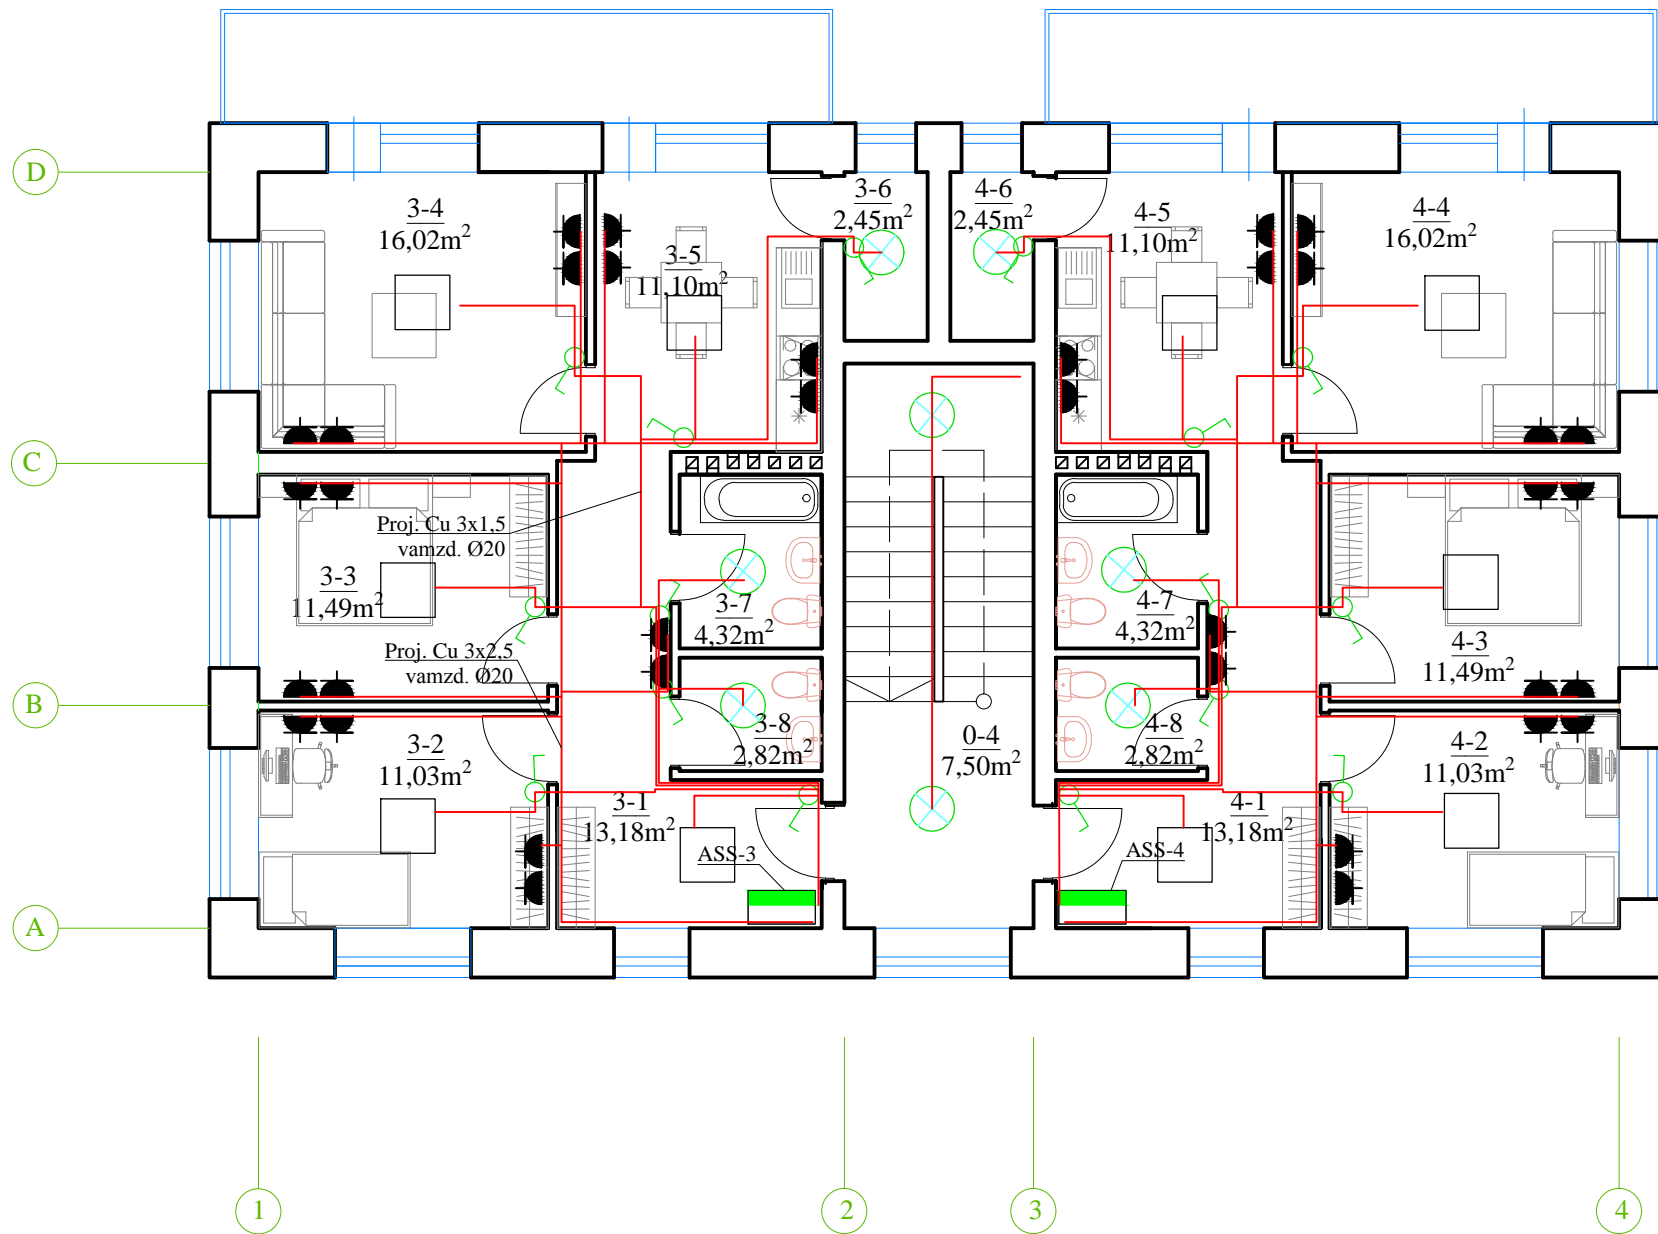 D
3-4
16,02m²
3-5
11,10m²
3-6
2,45m²
4-6
2,45m²
4-5
11,10m²
4-4
16,02m²
C
Proj. Cu 3x1,5
vamzd. Ø20
3-3
11,49m²
3-7
4,32m²
4-7
4,32m²
4-3
11,49m²
Proj. Cu 3x2,5
vamzd. Ø20
B
3-2
11,03m²
3-8
2,82m²
0-4
7,50m²
4-8
2,82m²
4-2
11,03m²
3-1
13,18m²
4-1
13,18m²
ASS-3
ASS-4
A
1
2
3
4